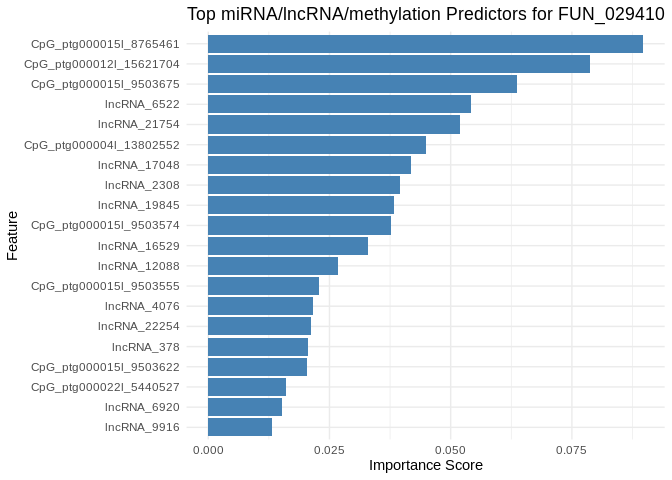 Top miRNA/lncRNA/methylation Predictors for FUN_029410
Feature
CpG_ptg000015l_8765461
CpG_ptg000012l_15621704
CpG_ptg000015l_9503675
lncRNA_6522
lncRNA_21754
CpG_ptg000004l_13802552
lncRNA_17048
lncRNA_2308
lncRNA_19845
CpG_ptg000015l_9503574
lncRNA_16529
lncRNA_12088
CpG_ptg000015l_9503555
lncRNA_4076
lncRNA_22254
lncRNA_378
CpG_ptg000015l_9503622
CpG_ptg000022l_5440527
lncRNA_6920
lncRNA_9916
0.000 0.025 0.050 0.075
Importance Score